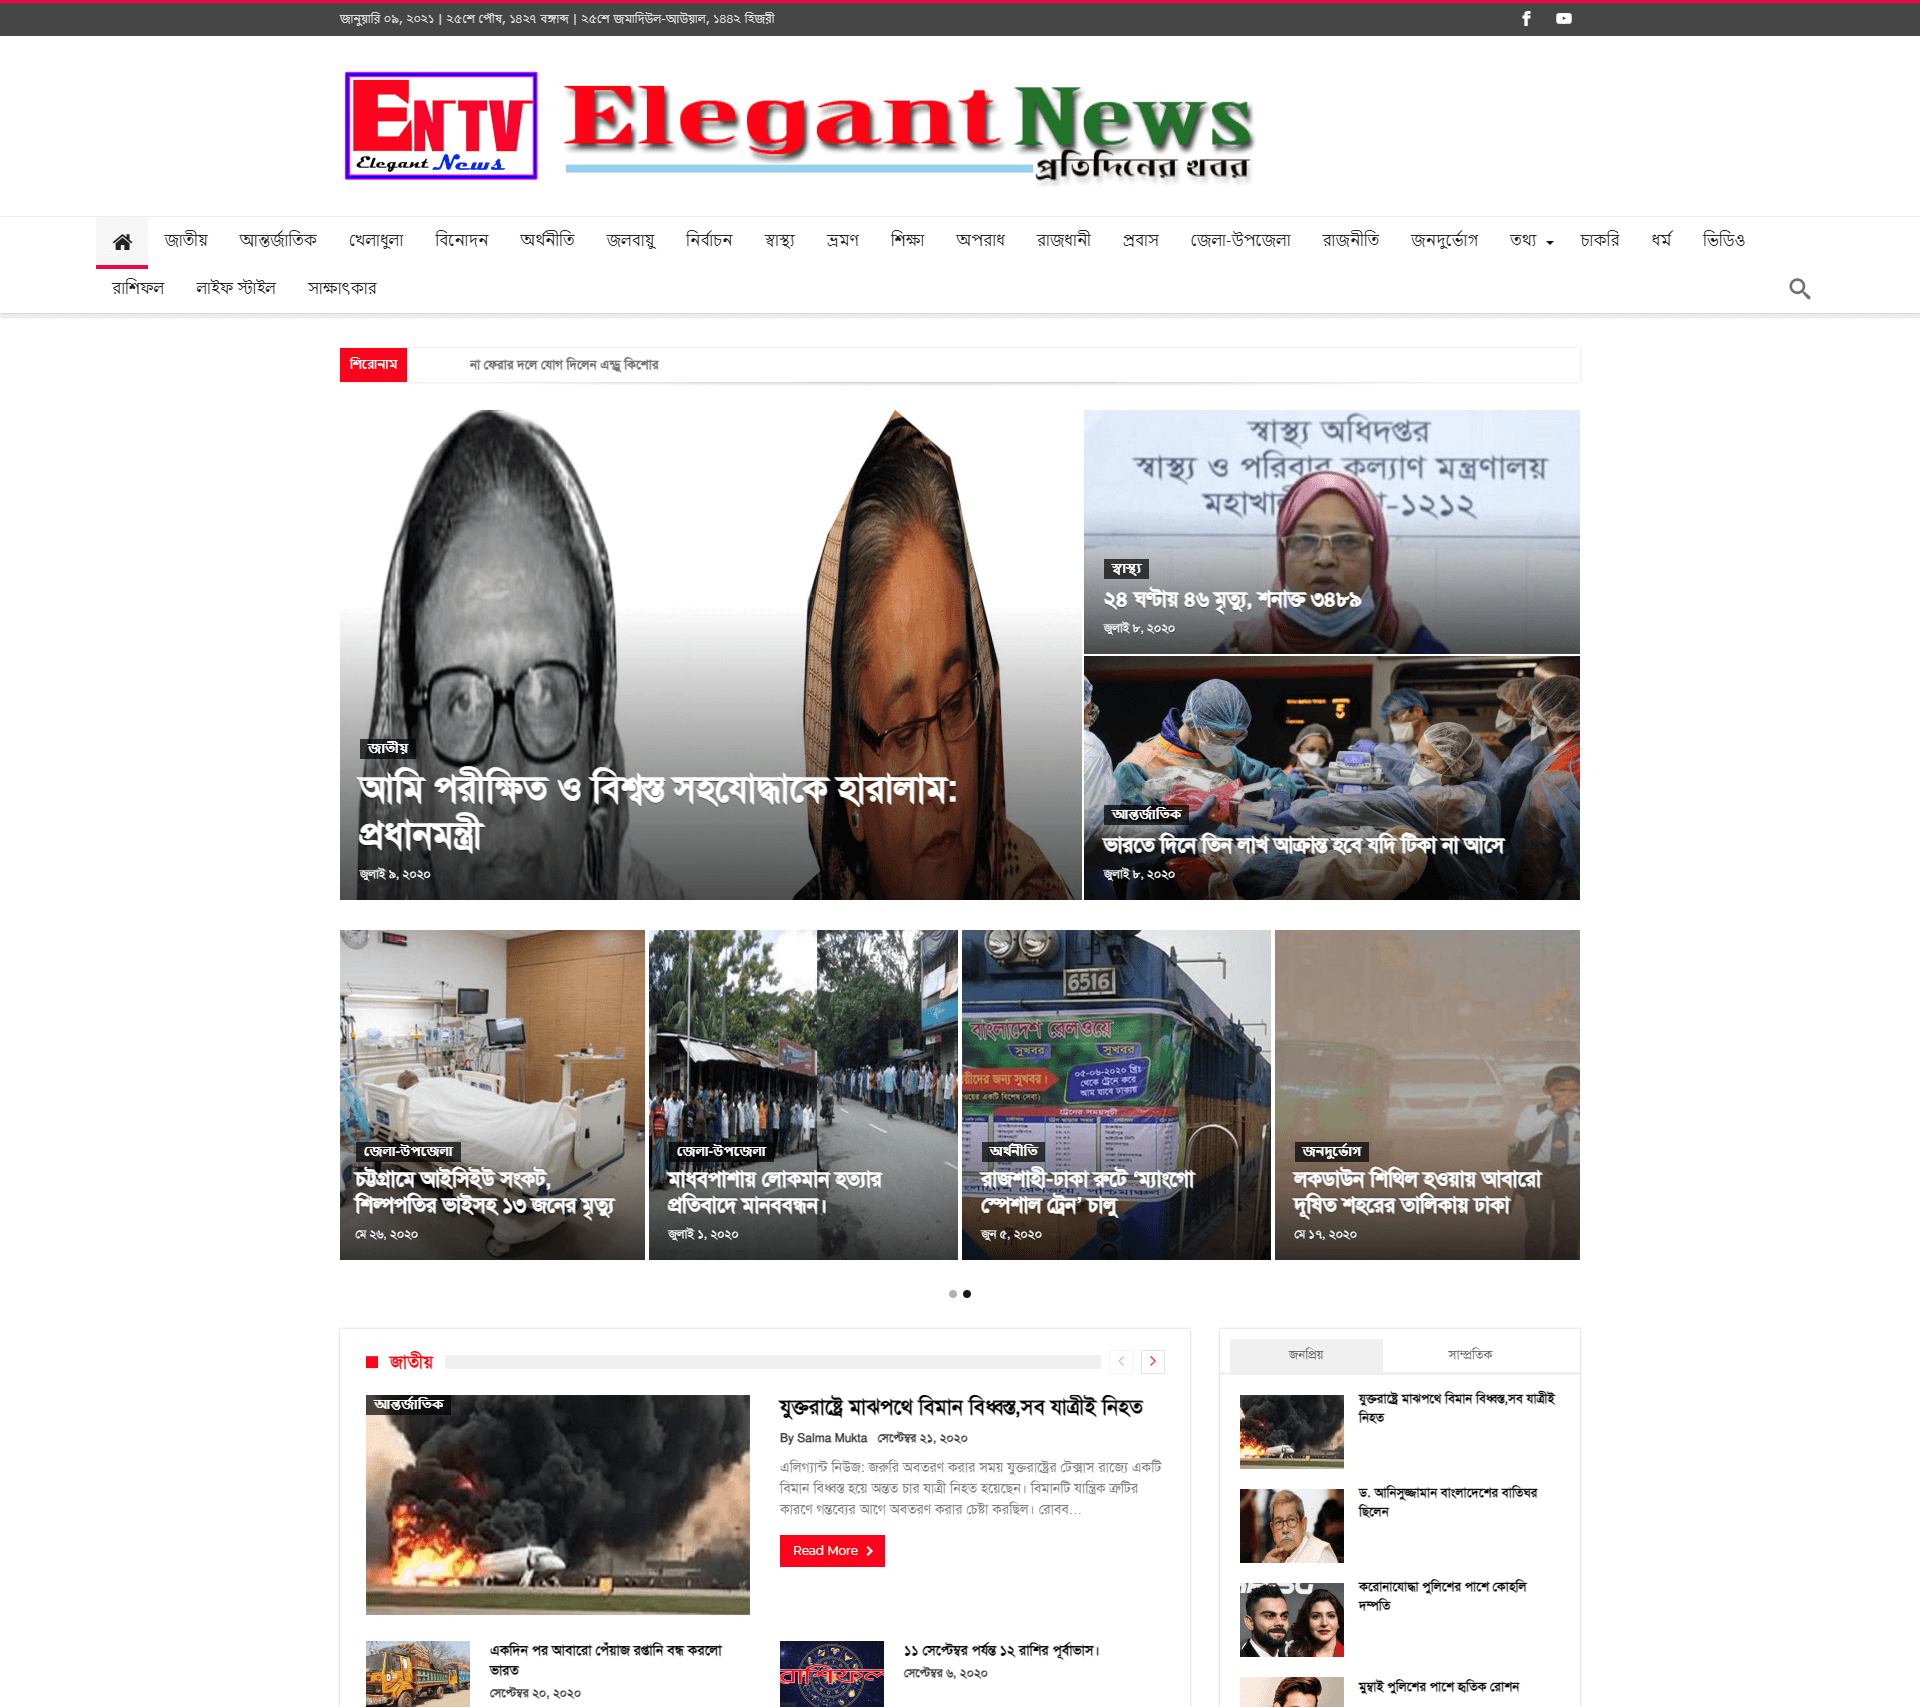 জানুয়ারি ০৯, ২০২১ | ২৫শে পৌষ, ১৪২৭ বঙ্গাব্দ | ২৫শে জমাদিউল-আউয়াল, ১৪৪২ হিজরী
ENTV
Elegant News
Elegant News
প্রতিদিনের খবর
জাতীয় আন্তর্জাতিক খেলাধুলা বিনোদন অর্থনীতি জলবায়ু নির্বাচন স্বাস্থ্য ভ্রমণ শিক্ষা অপরাধ রাজধানী প্রবাস জেলা-উপজেলা রাজনীতি জনদুর্ভোগ তথ্য চাকরি ধর্ম ভিডিও
রাশিফল লাইফ স্টাইল সাক্ষাৎকার
শিরোনাম
না ফেরার দলে যোগ দিলেন এন্ড্রু কিশোর
জাতীয়
আমি পরীক্ষিত ও বিশ্বস্ত সহযোদ্ধাকে হারালাম:
প্রধানমন্ত্রী
জুলাই ৯, ২০২০
স্বাস্থ্য অধিদপ্তর
স্বাস্থ্য ও পরিবার কল্যাণ মন্ত্রণালয়
-১২১২
স্বাস্থ্য
২৪ ঘণ্টায় ৪৬ মৃত্যু, শনাক্ত ৩৪৮৯
জুলাই ৮, ২০২০
আন্তর্জাতিক
ভারতে দিনে তিন লাখ আক্রান্ত হবে যদি টিকা না আসে
জুলাই ৮, ২০২০
জেলা-উপজেলা
চট্টগ্রামে আইসিইউ সংকট,
শিল্পপতির ভাইসহ ১৩ জনের মৃত্যু
মে ২৬, ২০২০
জেলা-উপজেলা
মাধবপাশায় লোকমান হত্যার
প্রতিবাদে মানববন্ধন।
জুলাই ১, ২০২০
6516
বাংলাদেশ রেলওয়ে
সুখবর সুখবর
০৫-০৬-২০২০ খ্রিঃ
থেকে ট্রেনে করে
আম যাবে ঢাকায়
য়ীদের জন্য সুখবর।
অর্থনীতি
রাজশাহী-ঢাকা রুটে ‘ম্যাংগো
স্পেশাল ট্রেন’ চালু
জুন ৫, ২০২০
জনদুর্ভোগ
লকডাউন শিথিল হওয়ায় আবারো
দূষিত শহরের তালিকায় ঢাকা
মে ১৭, ২০২০
জাতীয়
আন্তর্জাতিক
যুক্তরাষ্ট্রে মাঝপথে বিমান বিধ্বস্ত,সব যাত্রীই নিহত
By Salma Mukta সেপ্টেম্বর ২১, ২০২০
এলিগ্যান্ট নিউজ: জরুরি অবতরণ করার সময় যুক্তরাষ্ট্রের টেক্সাস রাজ্যে একটি
বিমান বিধ্বস্ত হয়ে অন্তত চার যাত্রী নিহত হয়েছেন। বিমানটি যান্ত্রিক ত্রুটির
কারণে গন্তব্যের আগে অবতরণ করার চেষ্টা করছিল। রোবব…
Read More
একদিন পর আবারো পেঁয়াজ রপ্তানি বন্ধ করলো
ভারত
সেপ্টেম্বর ২০, ২০২০
রাশিফল
১১ সেপ্টেম্বর পর্যন্ত ১২ রাশির পূর্বাভাস।
সেপ্টেম্বর ৬, ২০২০
জনপ্রিয় সাম্প্রতিক
যুক্তরাষ্ট্রে মাঝপথে বিমান বিধ্বস্ত,সব যাত্রীই
নিহত
ড. আনিসুজ্জামান বাংলাদেশের বাতিঘর
ছিলেন
করোনাযোদ্ধা পুলিশের পাশে কোহলি
দম্পতি
মুম্বাই পুলিশের পাশে হৃতিক রোশন